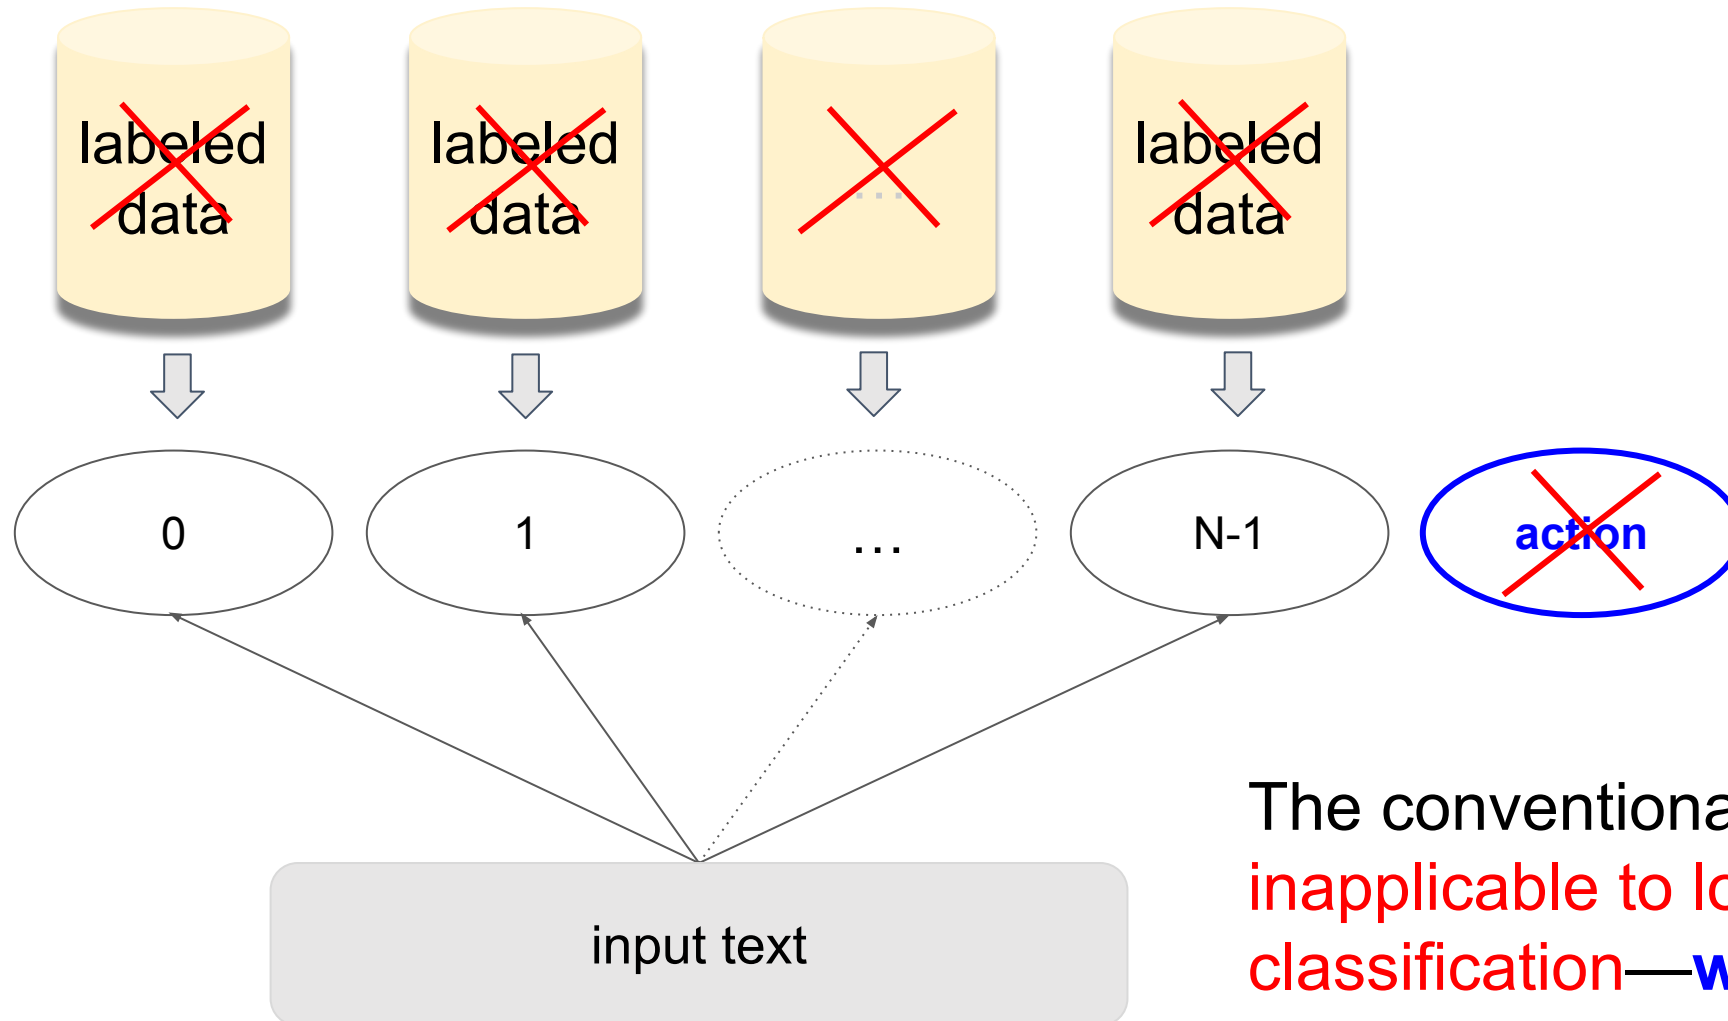 labeled
data
labeled
data
...
labeled
data
0
1
...
N-1
action
input text
The conventiona
inapplicable to lo
classification—w